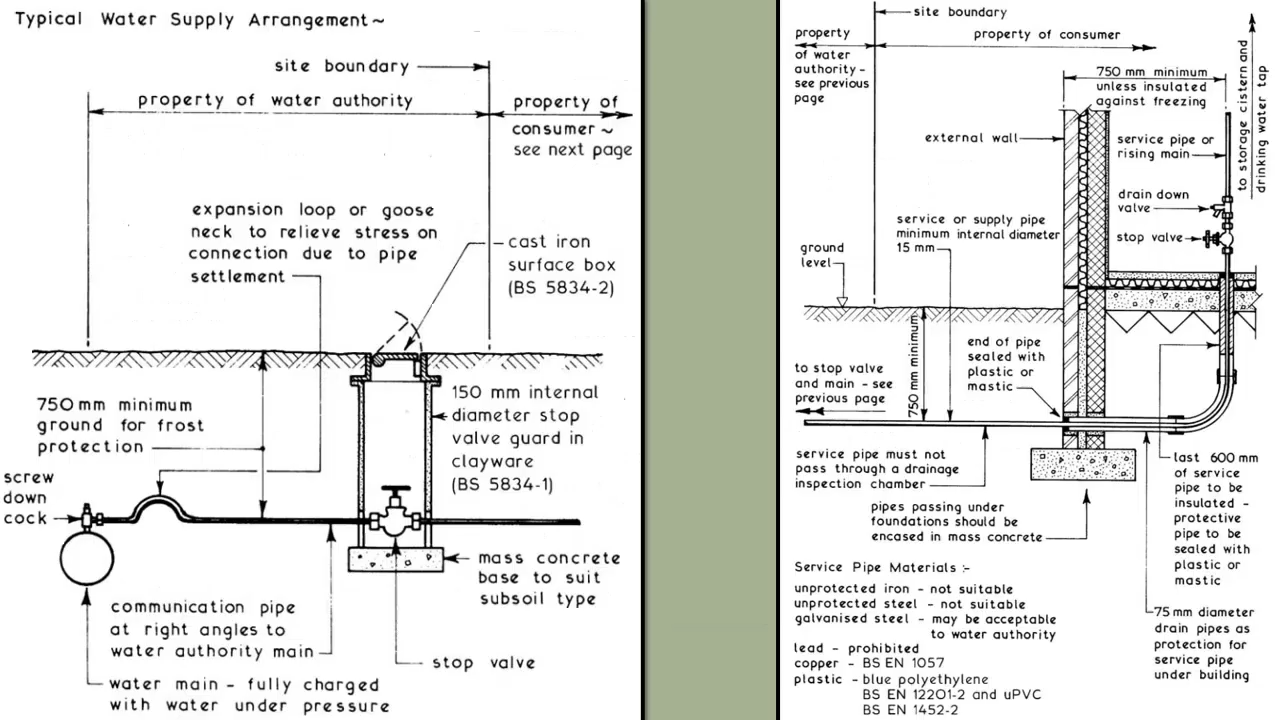 Typical Water Supply Arrangement~
site boundary
property of water authority
property of
consumer ~
see next page
expansion loop or goose
neck to relieve stress on
connection due to pipe
settlement
cast iron
surface box
(BS 5834-2)
750mm minimum
ground for frost
protection
150 mm internal
diameter stop
valve guard in
clayware
(BS 5834-1)
screw
down
cock
mass concrete
base to suit
subsoil type
communication pipe
at right angles to
water authority main
stop valve
water main - fully charged
with water under pressure
site boundary
property
of water
authority -
see previous
page
property of consumer
750 mm minimum
unless insulated
against freezing
to storage cistern and
drinking water tap
external wall
service pipe or
rising main
drain down
valve
stop valve
service or supply pipe
minimum internal diameter
15 mm
ground
level
750 mm minimum
end of pipe
sealed with
plastic or
mastic
to stop valve
and main - see
previous page
service pipe must not
pass through a drainage
inspection chamber
pipes passing under
foundations should be
encased in mass concrete
last 600 mm
of service
pipe to be
insulated -
protective
pipe to be
sealed with
plastic or
mastic
75 mm diameter
drain pipes as
protection for
service pipe
under building
Service Pipe Materials :-
unprotected iron - not suitable
unprotected steel - not suitable
galvanised steel - may be acceptable
to water authority
lead - prohibited
copper - BS EN 1057
plastic - blue polyethylene
BS EN 12201-2 and uPVC
BS EN 1452-2